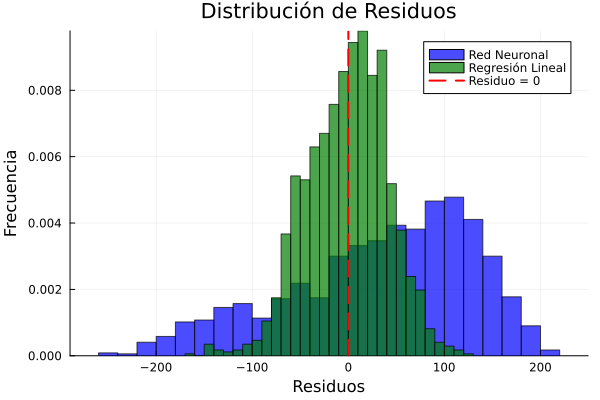 Distribución de Residuos
Red Neuronal
Regresión Lineal
Residuo = 0
Frecuencia
0.008
0.006
0.004
0.002
0.000
−200
−100
0
100
200
Residuos